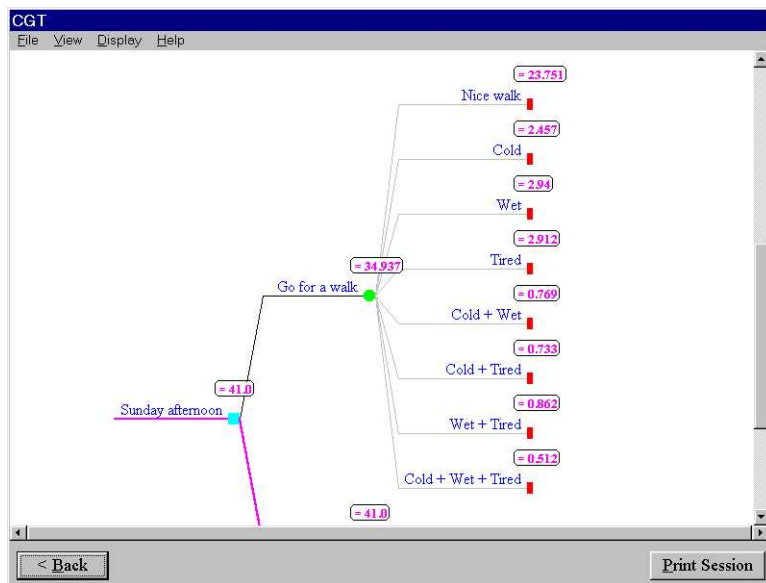 CGT
File View Display Help
= 23.751
Nice walk
= 2.457
Cold
= 2.94
Wet
= 2.912
Tired
= 34.937
Go for a walk
= 0.769
Cold + Wet
= 0.733
Cold + Tired
= 41.0
Sunday afternoon
= 0.862
Wet + Tired
= 0.512
Cold + Wet + Tired
= 41.0
< Back
Print Session